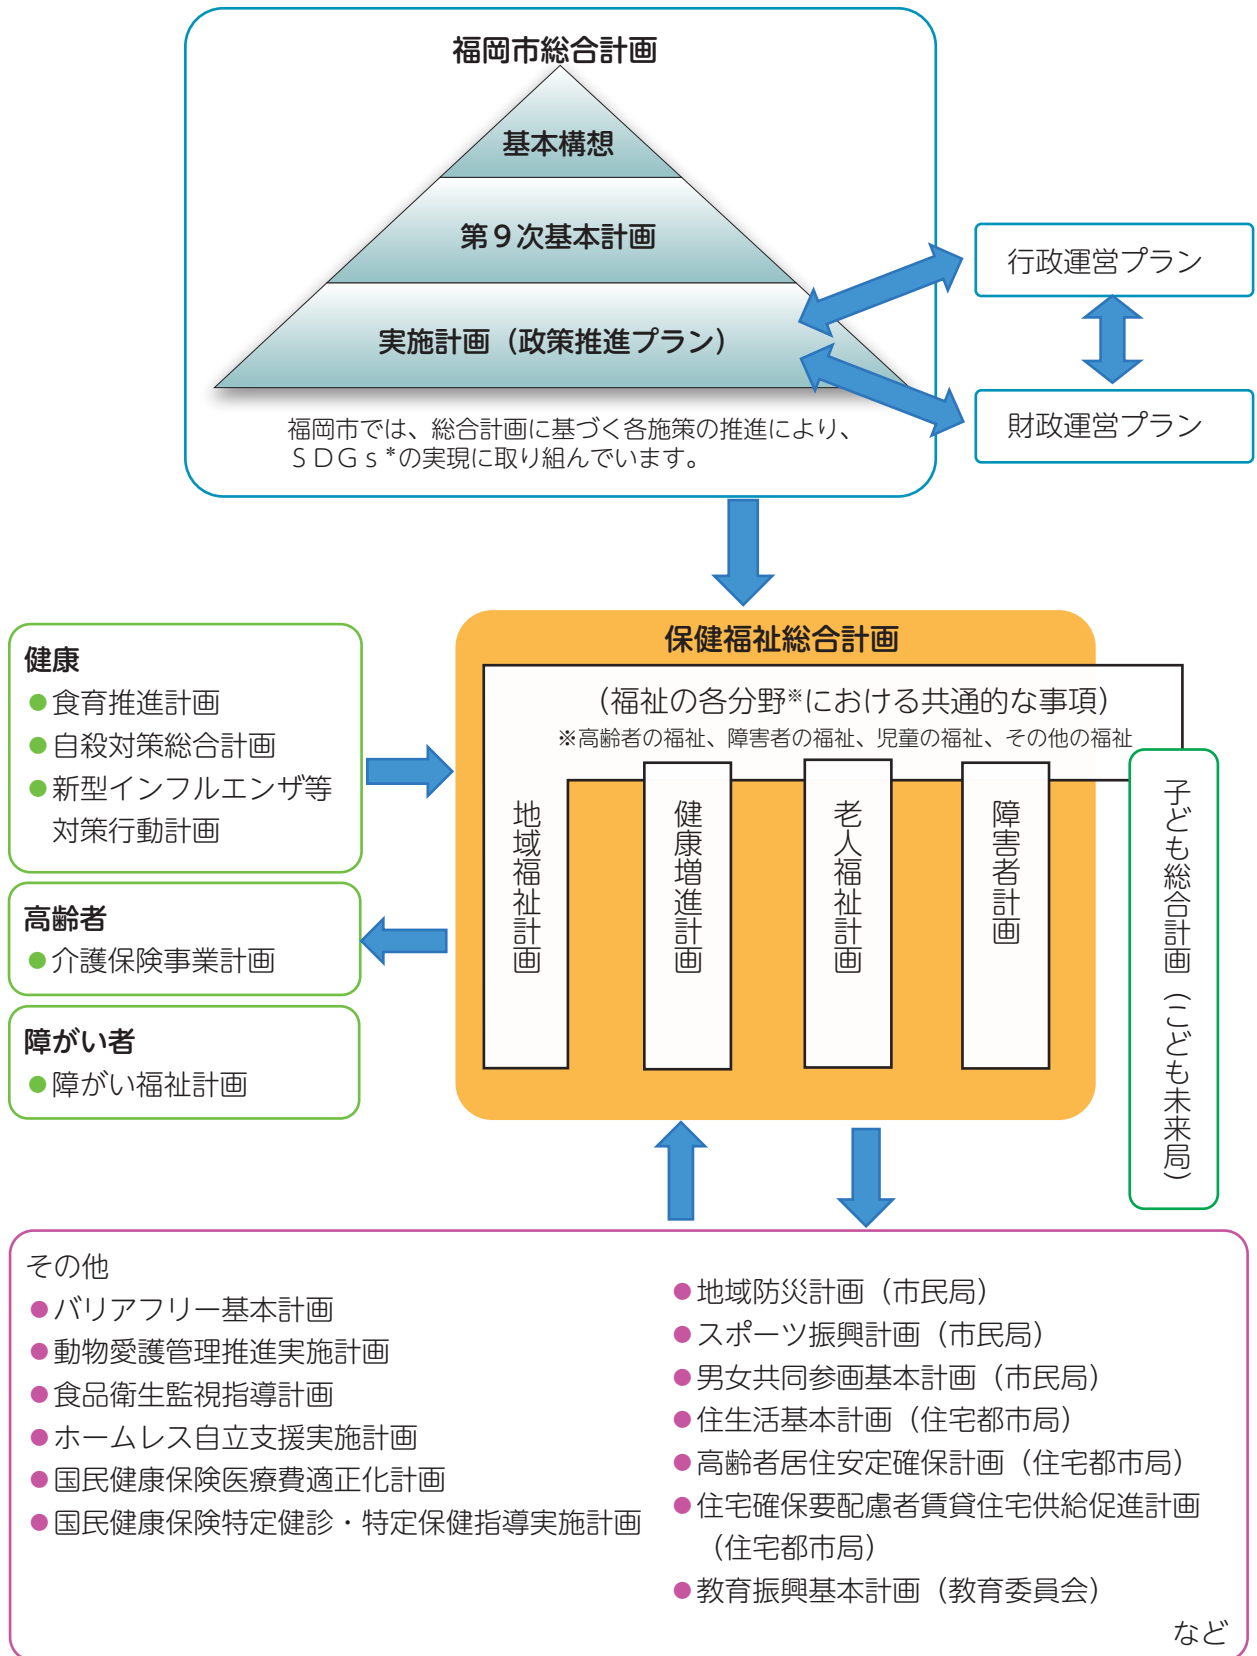 福岡市総合計画
基本構想
第９次基本計画
実施計画（政策推進プラン）
福岡市では、総合計画に基づく各施策の推進により、
ＳＤＧｓ*の実現に取り組んでいます。
行政運営プラン
財政運営プラン
健康
●食育推進計画
●自殺対策総合計画
●新型インフルエンザ等
対策行動計画
高齢者
●介護保険事業計画
障がい者
●障がい福祉計画
保健福祉総合計画
（福祉の各分野※における共通的な事項）
※高齢者の福祉、障害者の福祉、児童の福祉、その他の福祉
地域福祉計画
健康増進計画
老人福祉計画
障害者計画
子ども総合計画（こども未来局）
その他
●バリアフリー基本計画
●動物愛護管理推進実施計画
●食品衛生監視指導計画
●ホームレス自立支援実施計画
●国民健康保険医療費適正化計画
●国民健康保険特定健診・特定保健指導実施計画
●地域防災計画（市民局）
●スポーツ振興計画（市民局）
●男女共同参画基本計画（市民局）
●住生活基本計画（住宅都市局）
●高齢者居住安定確保計画（住宅都市局）
●住宅確保要配慮者賃貸住宅供給促進計画
（住宅都市局）
●教育振興基本計画（教育委員会）
など